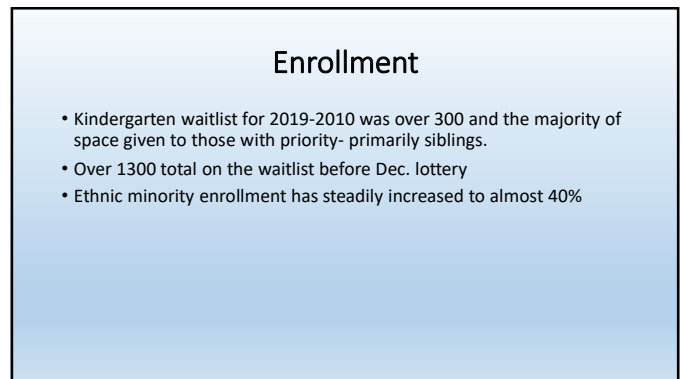 Enrollment
• Kindergarten waitlist for 2019-2010 was over 300 and the majority of
space given to those with priority- primarily siblings.
• Over 1300 total on the waitlist before Dec. lottery
• Ethnic minority enrollment has steadily increased to almost 40%